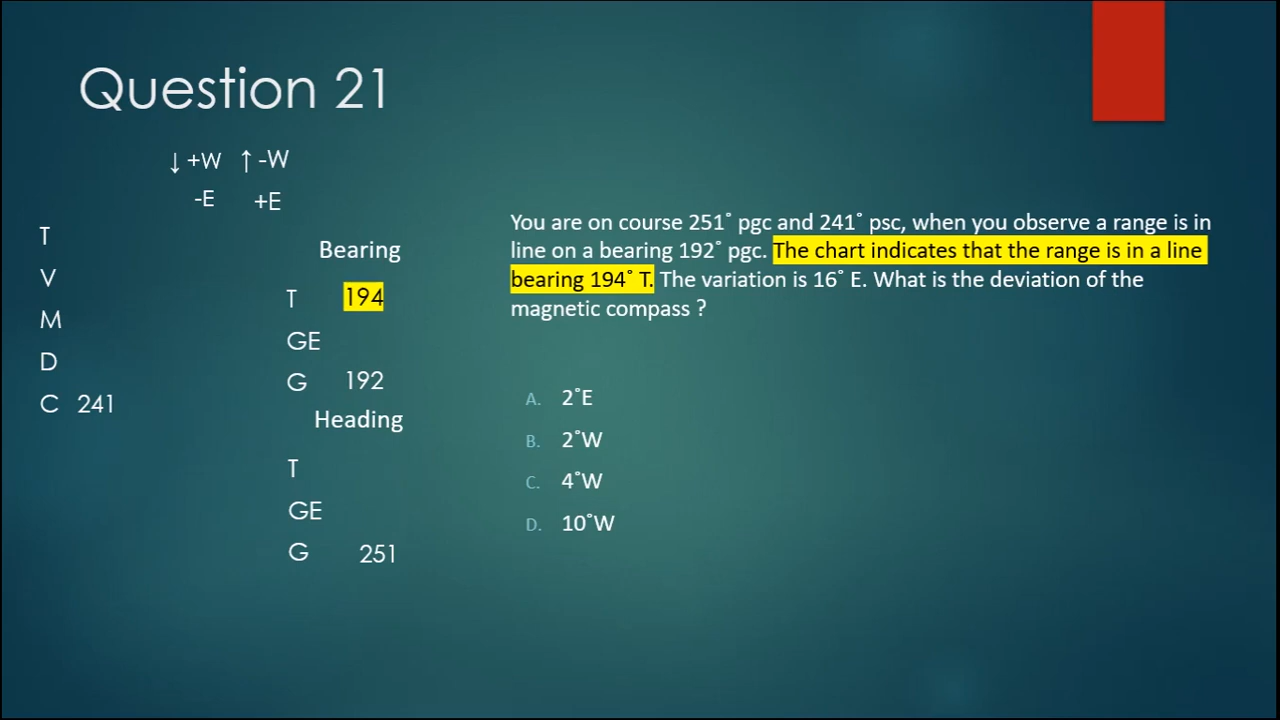 Question 21
↓ +W ↑ -W
-E +E
T
V
M
D
C 241
Bearing
T 194
GE
G 192
Heading
T
GE
G 251
You are on course 251˚ pgc and 241˚ psc, when you observe a range is in
line on a bearing 192˚ pgc. The chart indicates that the range is in a line
bearing 194˚ T. The variation is 16˚ E. What is the deviation of the
magnetic compass ?
A. 2˚E
B. 2˚W
C. 4˚W
D. 10˚W